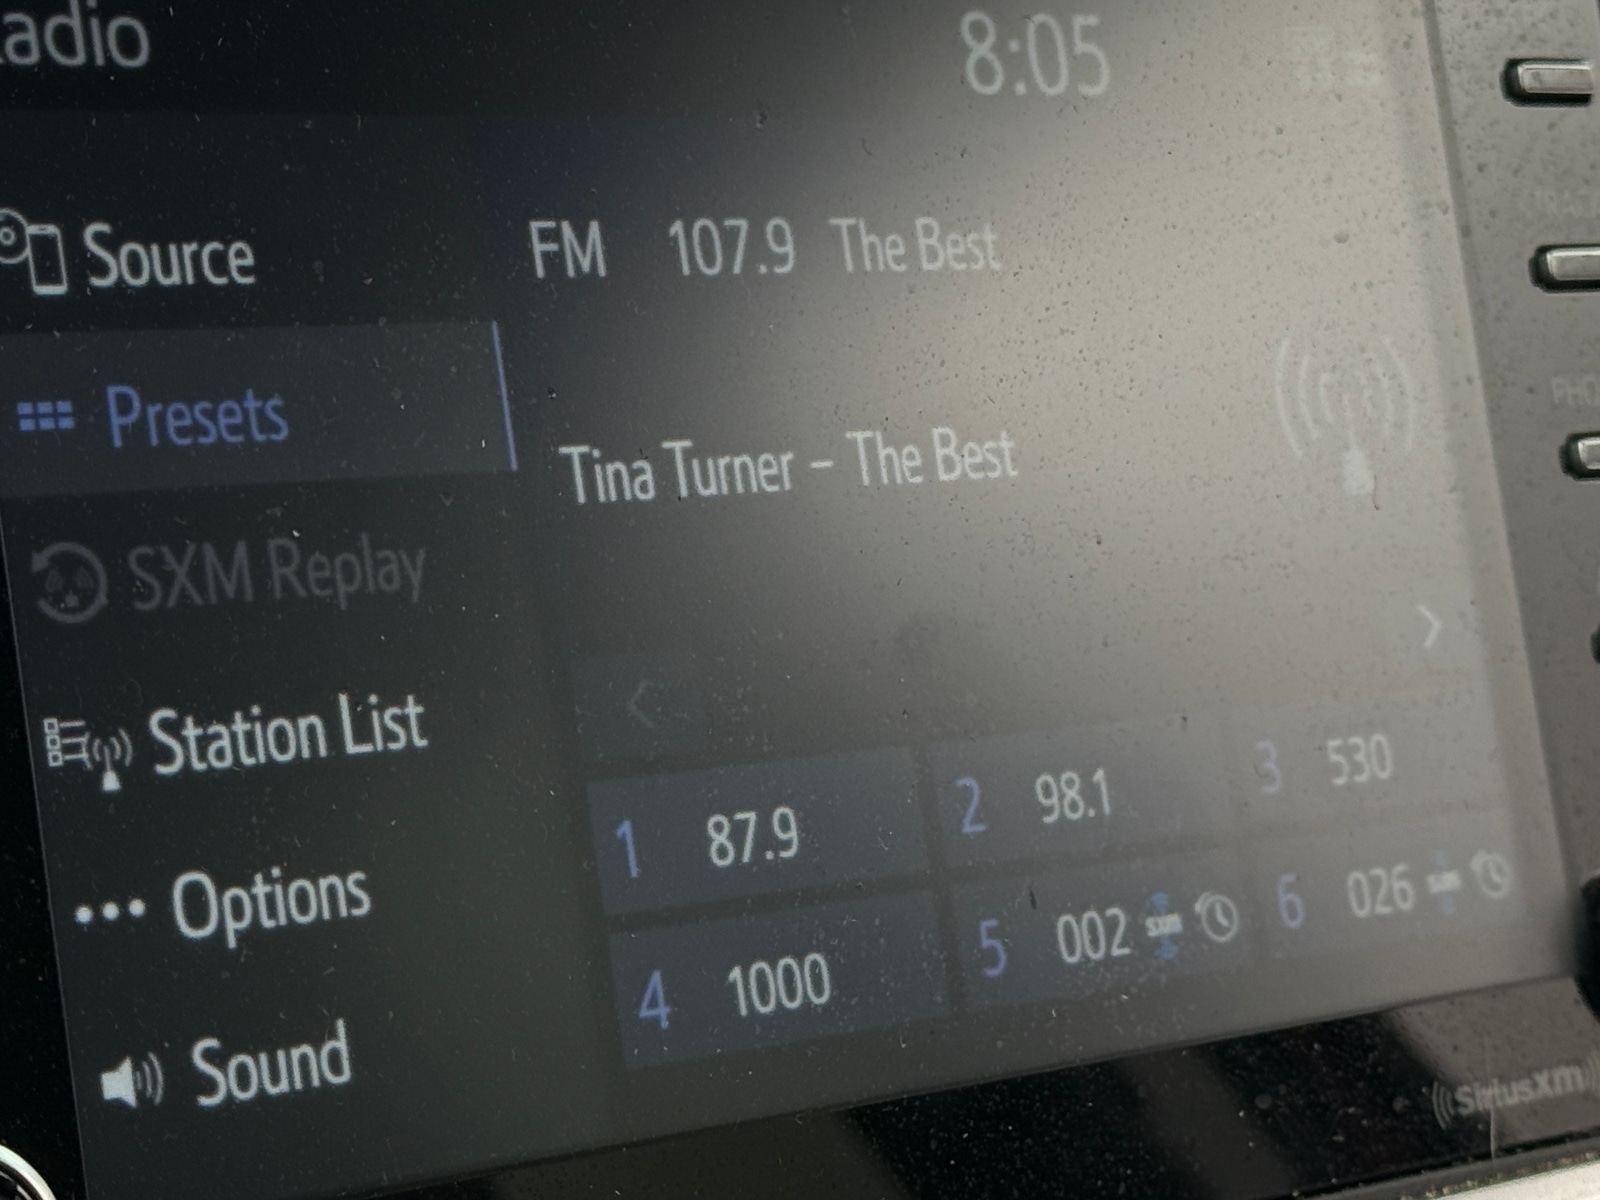 adio
8:05
Source
FM 107.9 The Best
Presets
Tina Turner – The Best
SXM Replay
Station List
1 87.9
2 98.1
3 530
Options
4 1000
5 002 SXM
6 026
Sound
SiriusXM